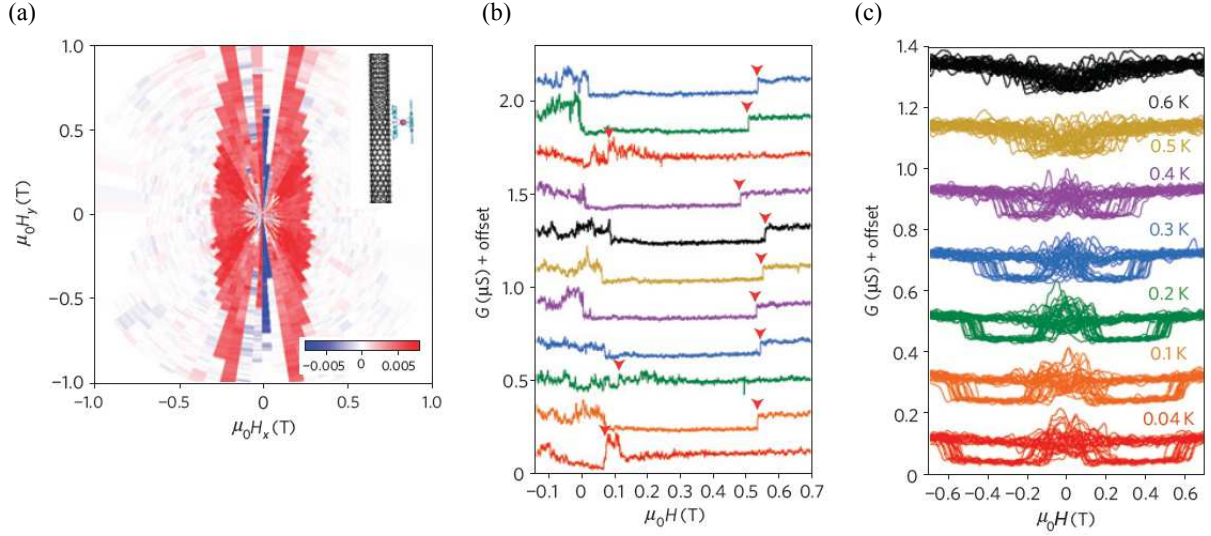 (a)
1.0
0.5
0
−0.5
−1.0
μ₀Hy (T)
−0.005 0 0.005
−1.0 −0.5 0 0.5 1.0
μ₀Hx (T)
(b)
2.0
1.5
1.0
0.5
0
G (μS) + offset
−0.1 0 0.1 0.2 0.3 0.4 0.5 0.6 0.7
μ₀H (T)
(c)
1.4
1.2
1.0
0.8
0.6
0.4
0.2
0
G (μS) + offset
0.6 K
0.5 K
0.4 K
0.3 K
0.2 K
0.1 K
0.04 K
−0.6 −0.4 −0.2 0 0.2 0.4 0.6
μ₀H (T)